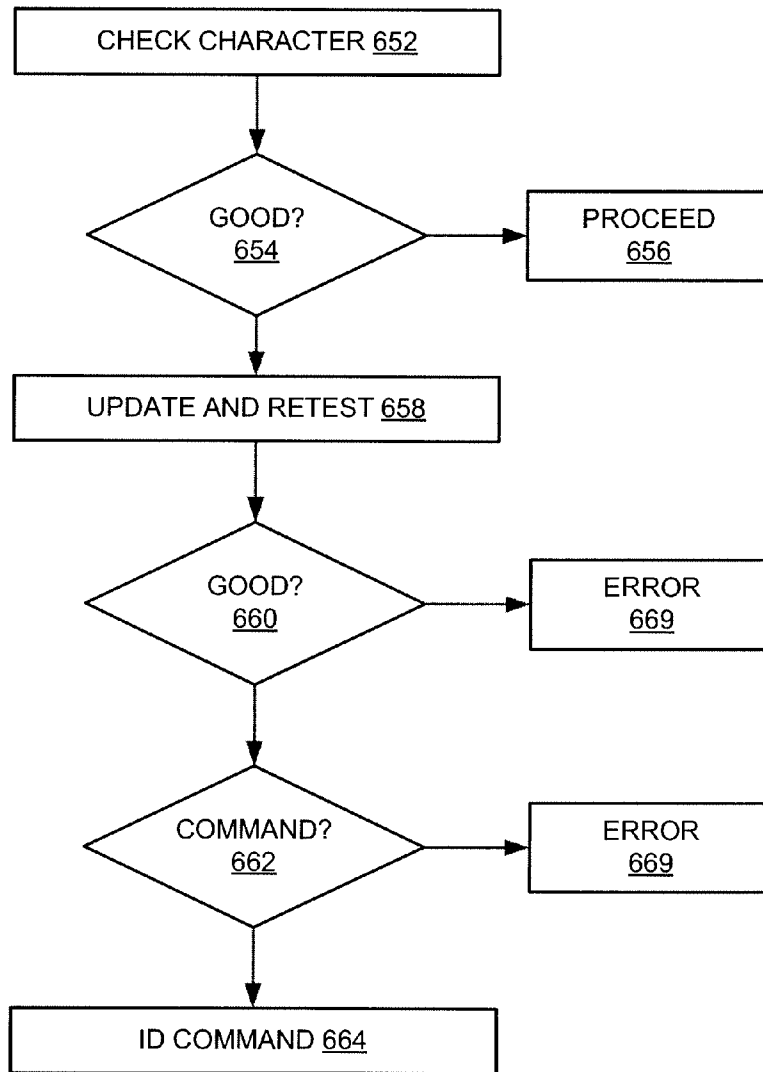 CHECK CHARACTER 652
GOOD?
654
PROCEED
656
UPDATE AND RETEST 658
GOOD?
660
ERROR
669
COMMAND?
662
ERROR
669
ID COMMAND 664